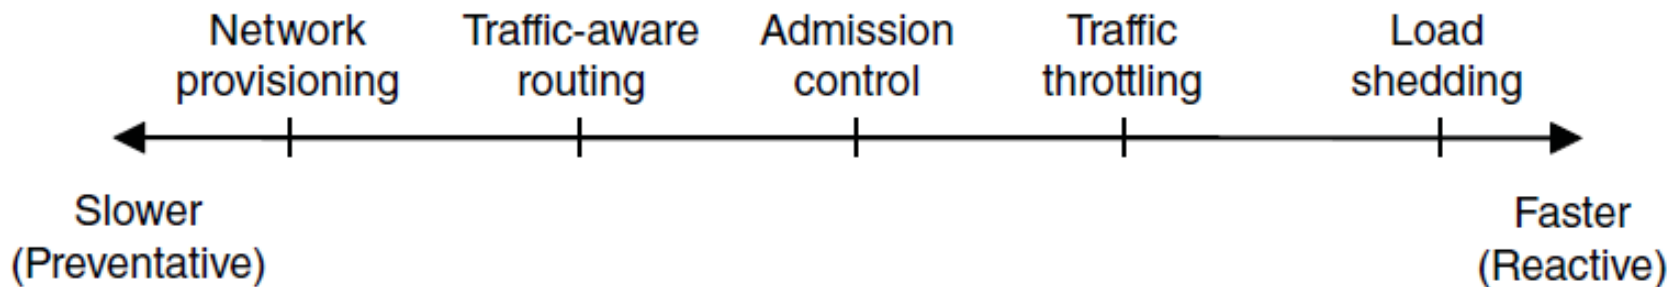 Network
provisioning
Traffic-aware
routing
Admission
control
Traffic
throttling
Load
shedding
Slower
(Preventative)
Faster
(Reactive)